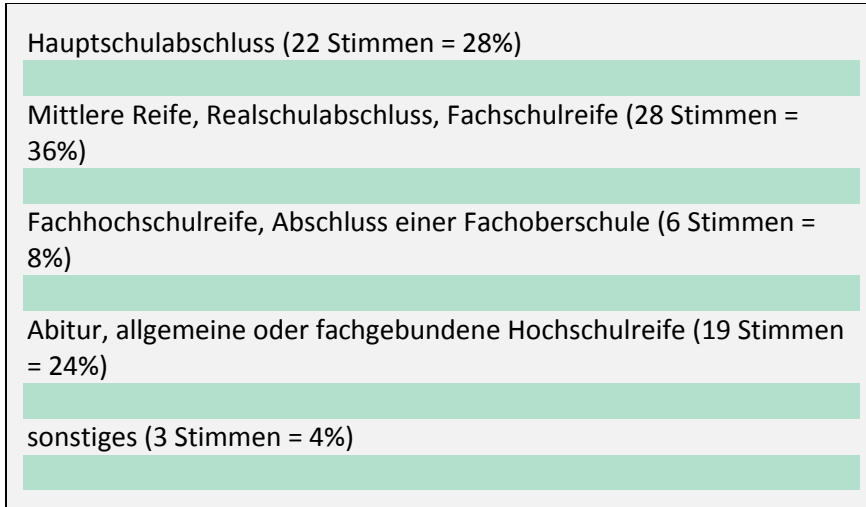 Hauptschulabschluss (22 Stimmen = 28%)
Mittlere Reife, Realschulabschluss, Fachschulreife (28 Stimmen =
36%)
Fachhochschulreife, Abschluss einer Fachoberschule (6 Stimmen =
8%)
Abitur, allgemeine oder fachgebundene Hochschulreife (19 Stimmen
= 24%)
sonstiges (3 Stimmen = 4%)